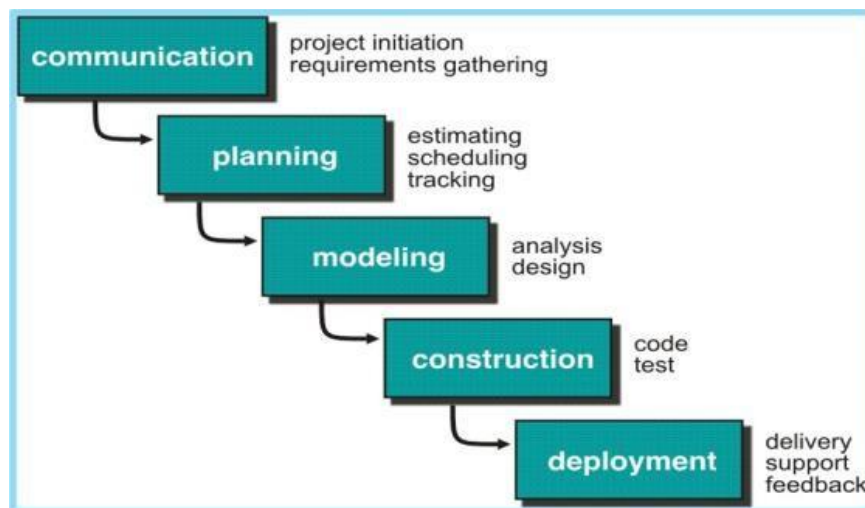 communication
project initiation
requirements gathering
planning
estimating
scheduling
tracking
modeling
analysis
design
construction
code
test
deployment
delivery
support
feedback